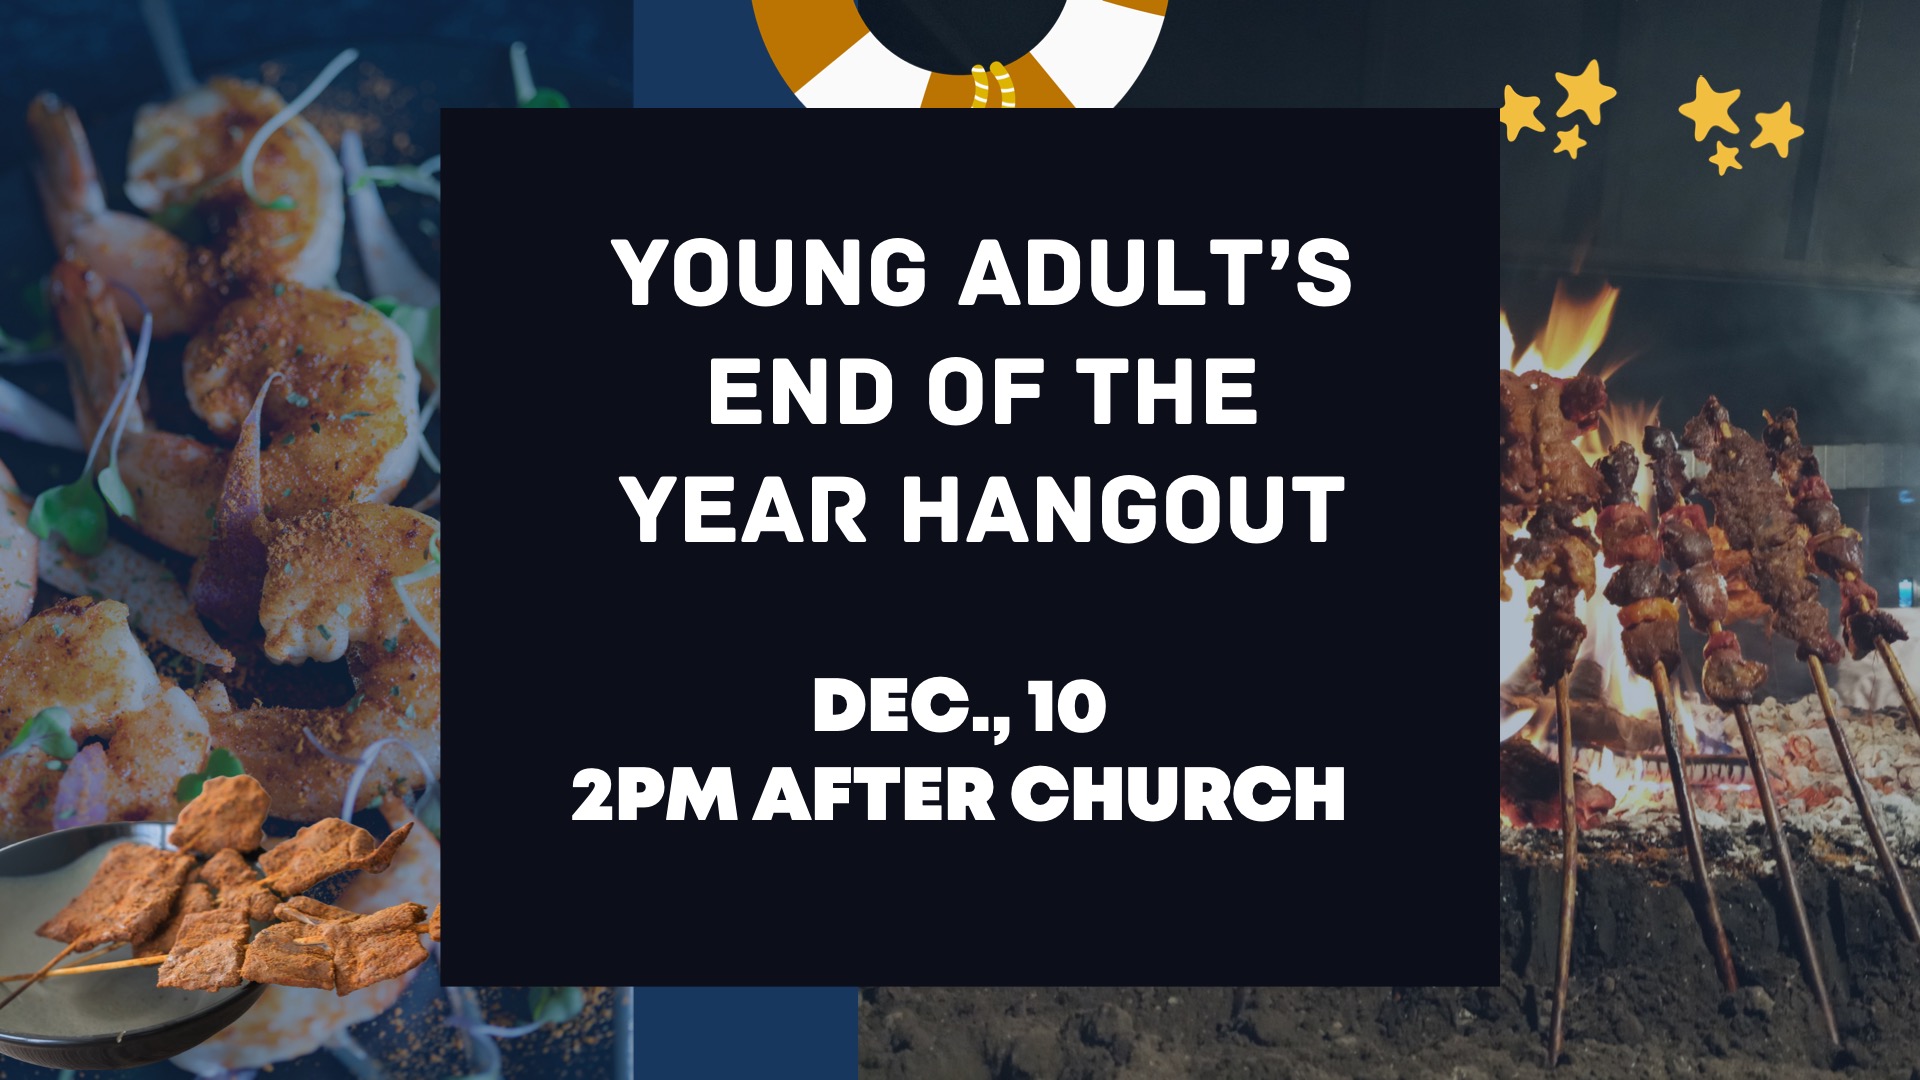 YOUNG ADULT’S
END OF THE
YEAR HANGOUT
DEC., 10
2PM AFTER CHURCH